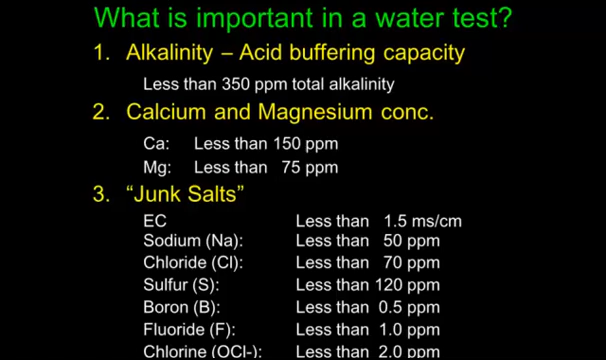 What is important in a water test?
1. Alkalinity – Acid buffering capacity
Less than 350 ppm total alkalinity
2. Calcium and Magnesium conc.
Ca: Less than 150 ppm
Mg: Less than 75 ppm
3. “Junk Salts”
EC Less than 1.5 ms/cm
Sodium (Na): Less than 50 ppm
Chloride (Cl): Less than 70 ppm
Sulfur (S): Less than 120 ppm
Boron (B): Less than 0.5 ppm
Fluoride (F): Less than 1.0 ppm
Chlorine (OCl-): Less than 2.0 ppm